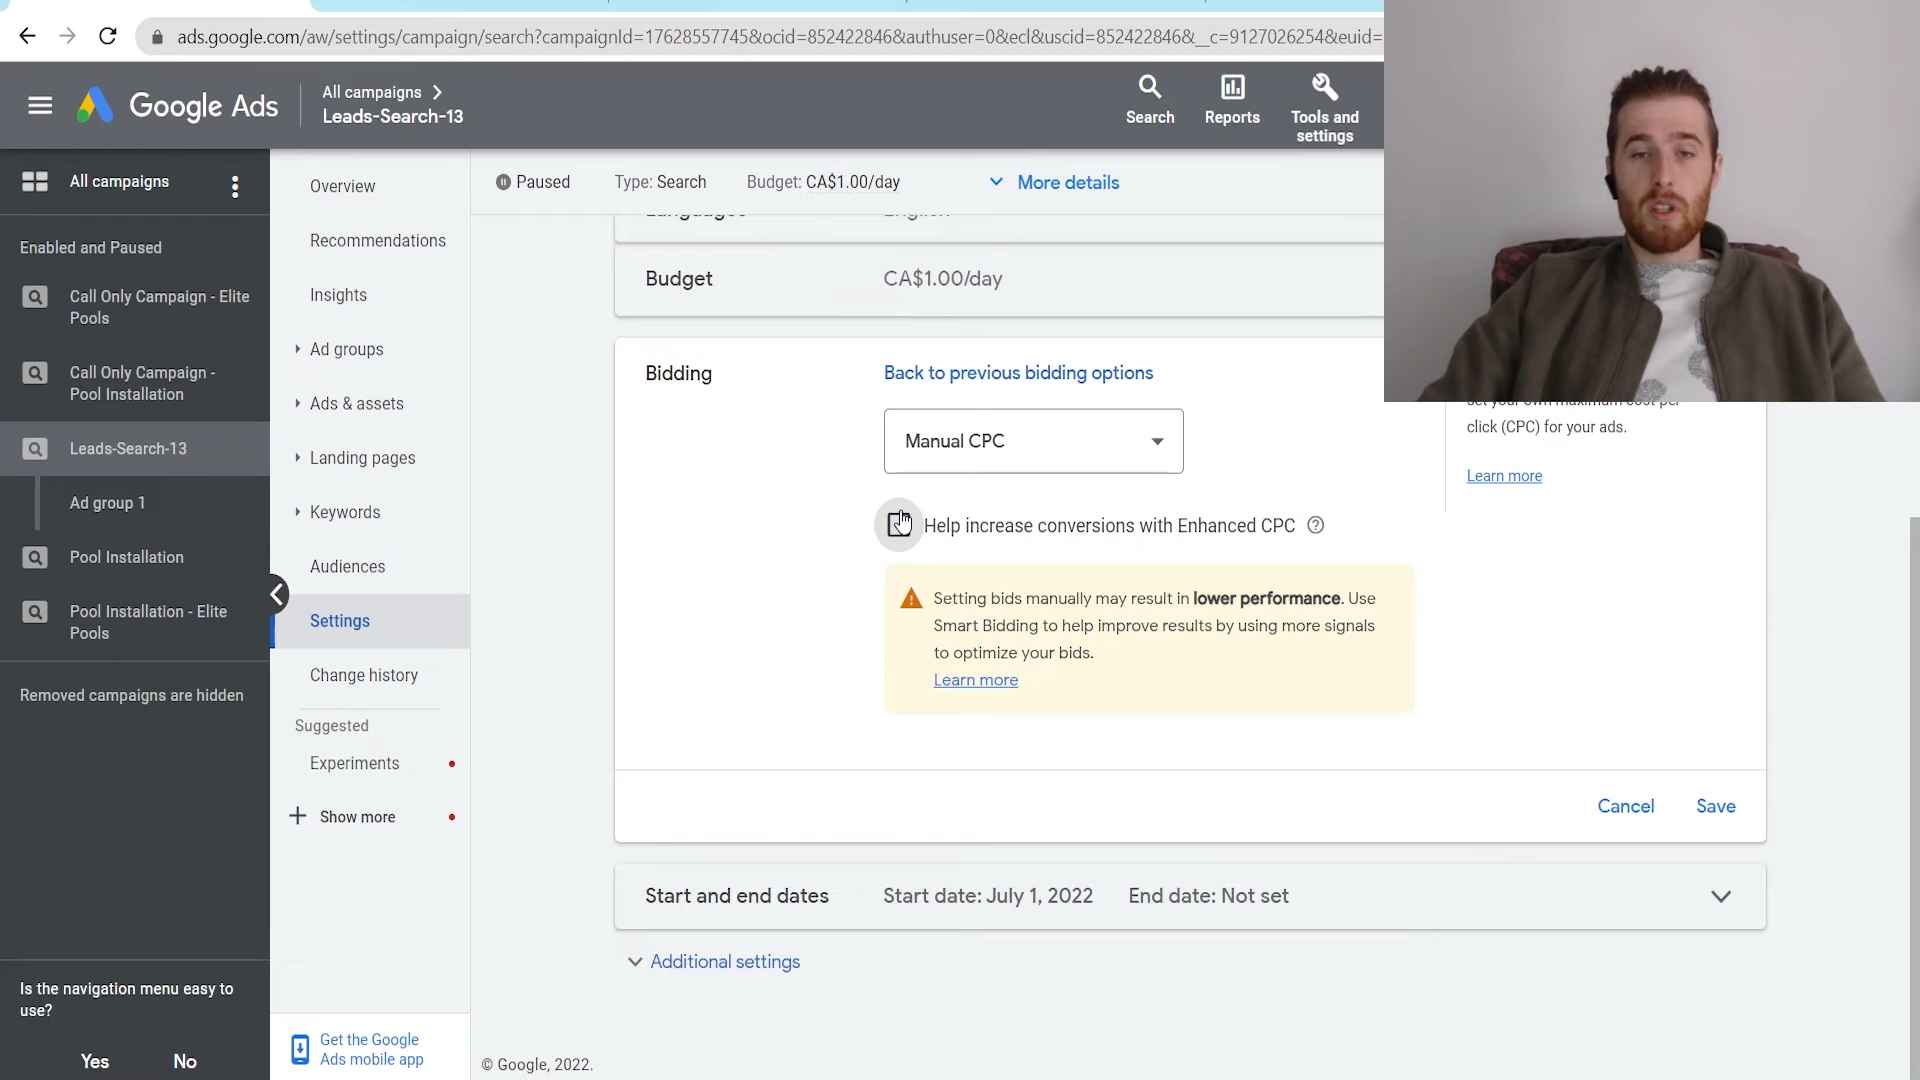 ads.google.com/aw/settings/campaign/search?campaignId=17628557745&ocid=852422846&authuser=0&ecl&uscid=852422846&__c=9127026254&euid=
Google Ads
All campaigns
Leads-Search-13
Search
Reports
Tools and
settings
All campaigns
Enabled and Paused
Call Only Campaign - Elite
Pools
Call Only Campaign -
Pool Installation
Leads-Search-13
Ad group 1
Pool Installation
Pool Installation - Elite
Pools
Removed campaigns are hidden
Is the navigation menu easy to
use?
Yes No
Overview
Recommendations
Insights
Ad groups
Ads & assets
Landing pages
Keywords
Audiences
Settings
Change history
Suggested
Experiments
Show more
Get the Google
Ads mobile app
Paused Type: Search Budget: CA$1.00/day More details
Languages English
Budget CA$1.00/day
Bidding Back to previous bidding options
Manual CPC
Help increase conversions with Enhanced CPC
Setting bids manually may result in lower performance. Use
Smart Bidding to help improve results by using more signals
to optimize your bids.
Learn more
set your own maximum cost per
click (CPC) for your ads.
Learn more
Cancel Save
Start and end dates Start date: July 1, 2022 End date: Not set
Additional settings
© Google, 2022.